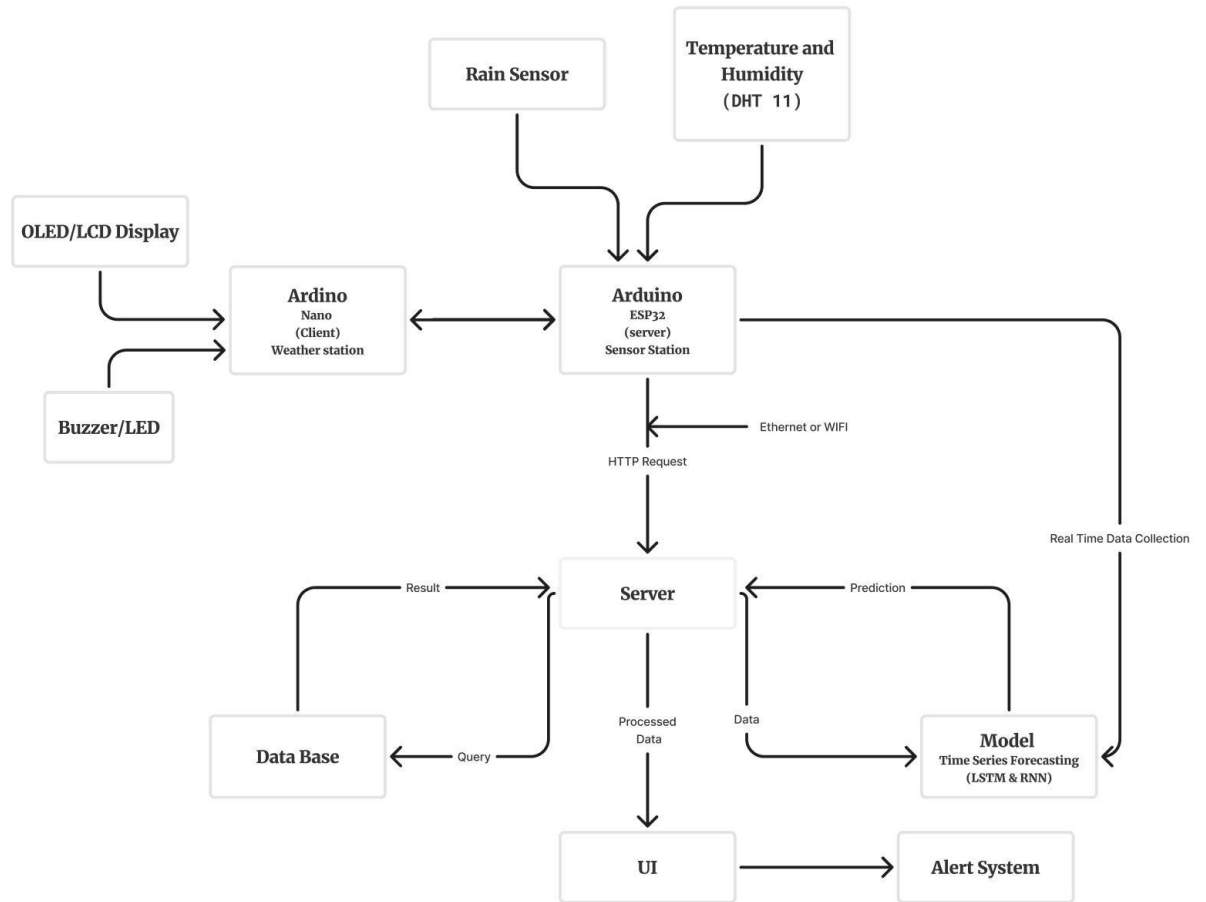 Temperature and
Humidity
(DHT 11)
Rain Sensor
OLED/LCD Display
Ardino
Nano
(Client)
Weather station
Arduino
ESP32
(server)
Sensor Station
Buzzer/LED
Ethernet or WIFI
HTTP Request
Real Time Data Collection
Result
Server
Prediction
Processed
Data
Data
Data Base
Query
Model
Time Series Forecasting
(LSTM & RNN)
UI
Alert System